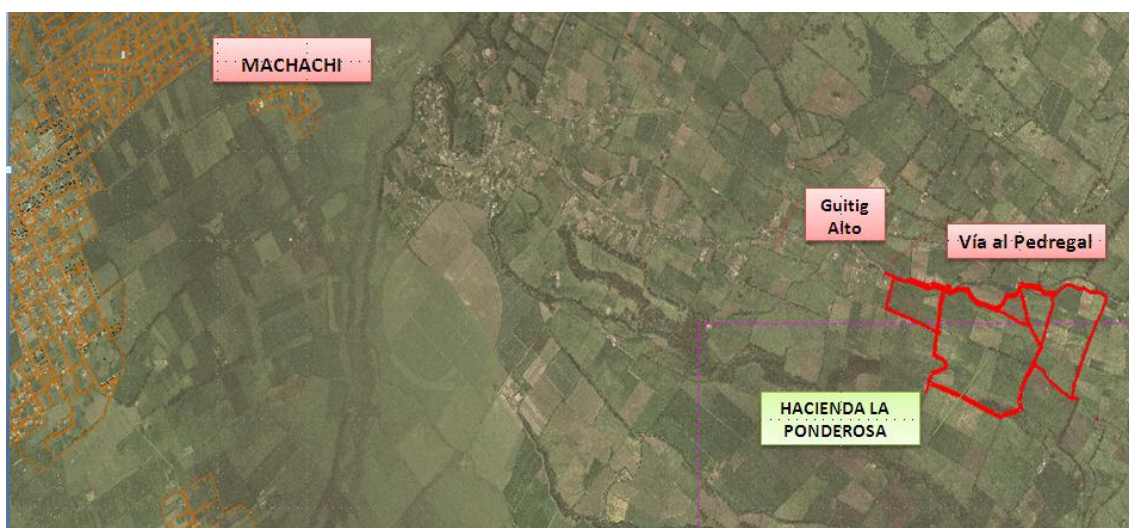 MACHACHI
Guitig
Alto
Vía al Pedregal
HACIENDA LA
PONDEROSA